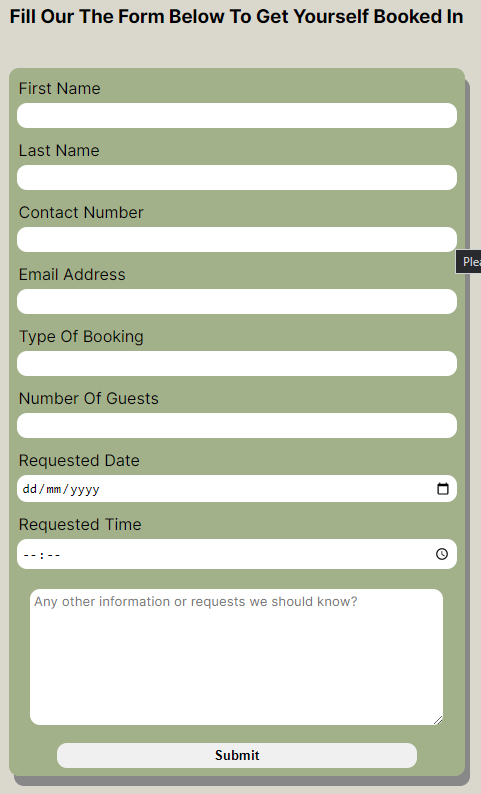 Fill Our The Form Below To Get Yourself Booked In
First Name
Last Name
Contact Number
Email Address
Type Of Booking
Number Of Guests
Requested Date
dd/mm/yyyy
Requested Time
--:--
Any other information or requests we should know?
Submit